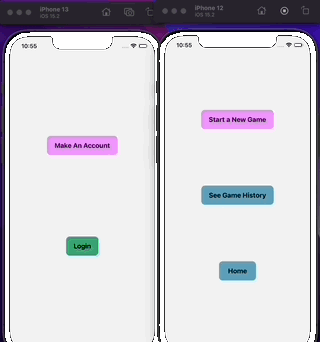 iPhone 13
iOS 15.2
10:55
Make An Account
Login
iPhone 12
iOS 15.2
10:55
Start a New Game
See Game History
Home